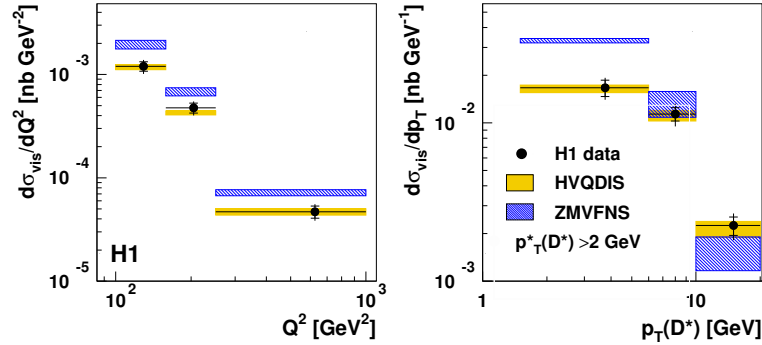 dσvis/dQ² [nb GeV⁻²]
10⁻³
10⁻⁴
10⁻⁵
H1
10²
10³
Q² [GeV²]
dσvis/dpT [nb GeV⁻¹]
10⁻²
10⁻³
H1 data
HVQDIS
ZMVFNS
p*T(D*) >2 GeV
1
10
pT(D*) [GeV]